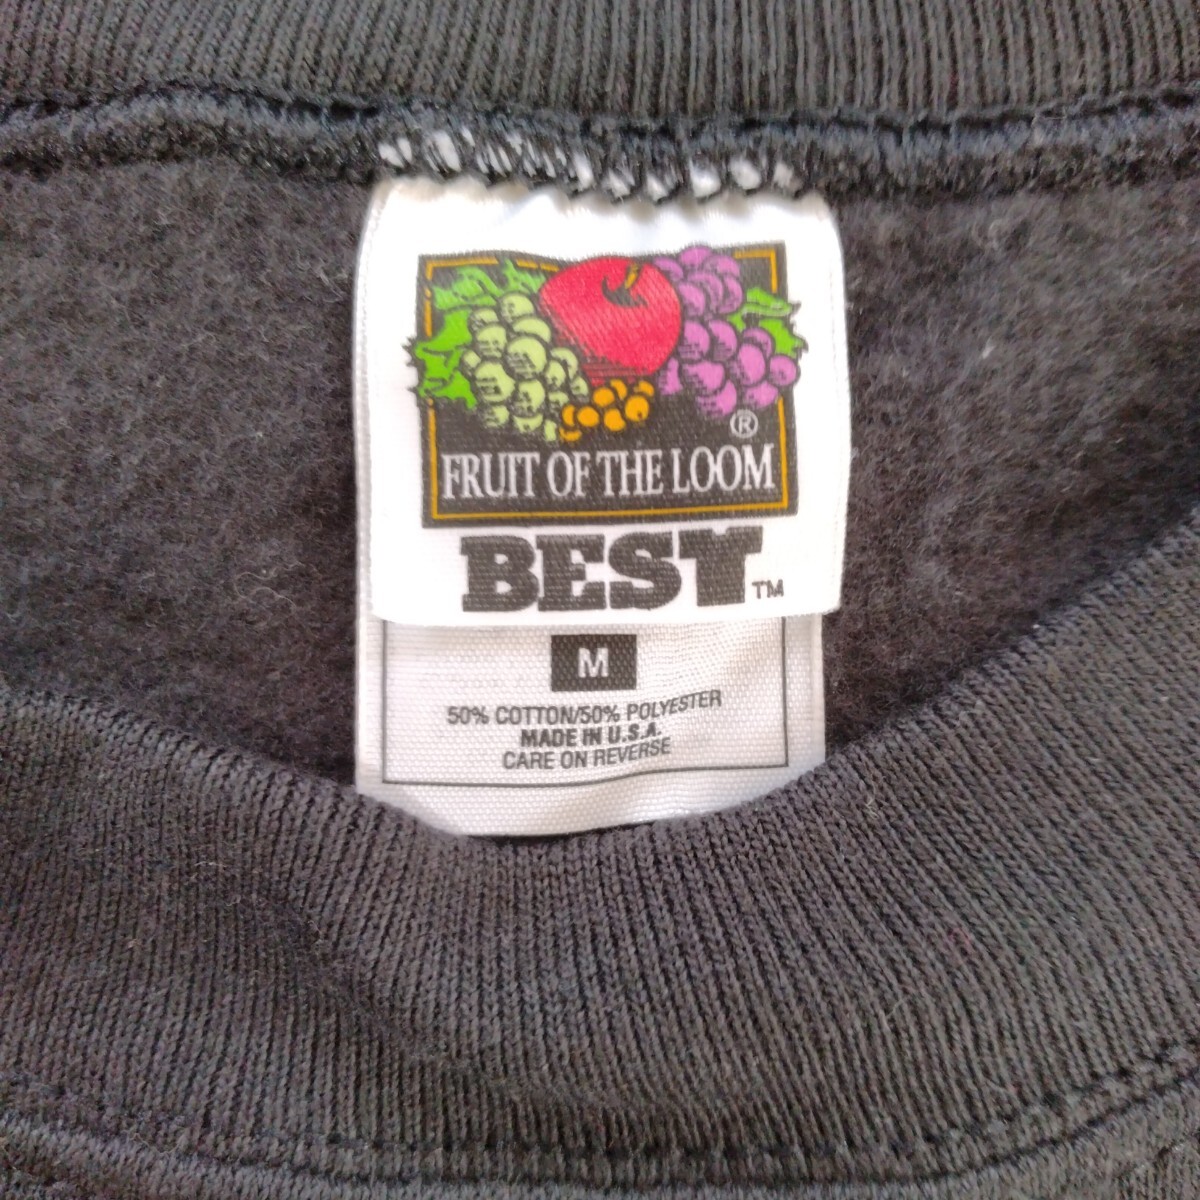 ®
FRUIT OF THE LOOM
BEST™
M
50% COTTON/50% POLYESTER
MADE IN U.S.A.
CARE ON REVERSE